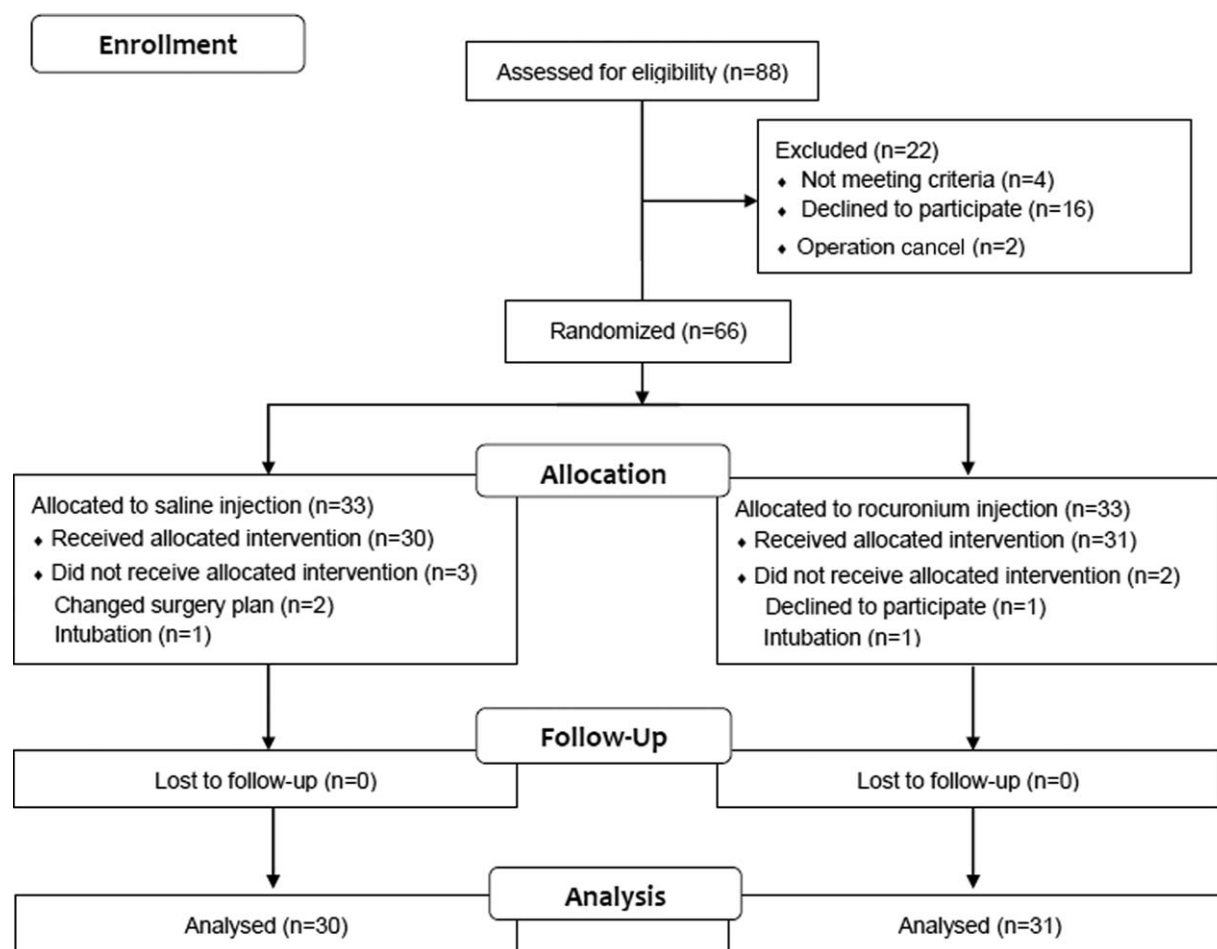 Enrollment
Assessed for eligibility (n=88)
Excluded (n=22)
♦ Not meeting criteria (n=4)
♦ Declined to participate (n=16)
♦ Operation cancel (n=2)
Randomized (n=66)
Allocation
Allocated to saline injection (n=33)
♦ Received allocated intervention (n=30)
♦ Did not receive allocated intervention (n=3)
Changed surgery plan (n=2)
Intubation (n=1)
Allocated to rocuronium injection (n=33)
♦ Received allocated intervention (n=31)
♦ Did not receive allocated intervention (n=2)
Declined to participate (n=1)
Intubation (n=1)
Follow-Up
Lost to follow-up (n=0)
Lost to follow-up (n=0)
Analysis
Analysed (n=30)
Analysed (n=31)